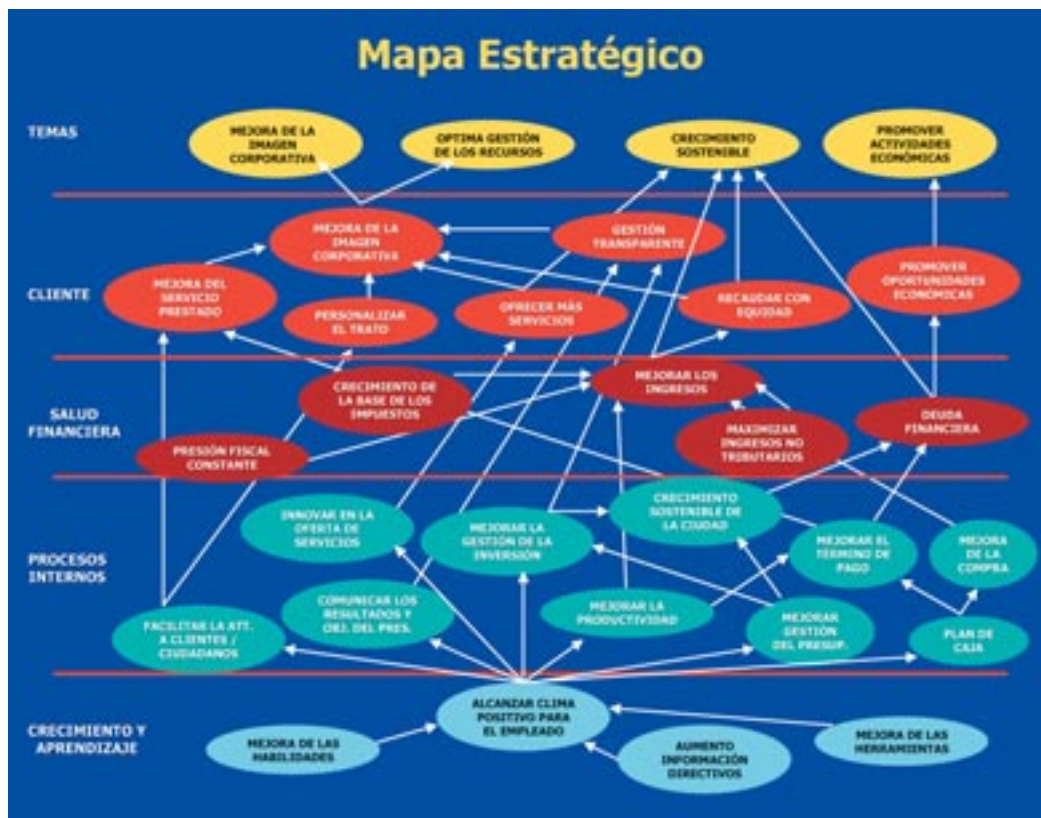 Mapa Estratégico
TEMAS
MEJORA DE LA
IMAGEN
CORPORATIVA
OPTIMA GESTIÓN
DE LOS RECURSOS
CRECIMIENTO
SOSTENIBLE
PROMOVER
ACTIVIDADES
ECONÓMICAS
CLIENTE
MEJORA DE LA
IMAGEN
CORPORATIVA
GESTIÓN
TRANSPARENTE
MEJORA DEL
SERVICIO
PRESTADO
PERSONALIZAR
EL TRATO
OFRECER MÁS
SERVICIOS
RECAUDAR CON
EQUIDAD
PROMOVER
OPORTUNIDADES
ECONÓMICAS
SALUD
FINANCIERA
CRECIMIENTO DE
LA BASE DE LOS
IMPUESTOS
MEJORAR LOS
INGRESOS
PRESIÓN FISCAL
CONSTANTE
MAXIMIZAR
INGRESOS NO
TRIBUTARIOS
DEUDA
FINANCIERA
PROCESOS
INTERNOS
INNOVAR EN LA
OFERTA DE
SERVICIOS
MEJORAR LA
GESTIÓN DE LA
INVERSIÓN
CRECIMIENTO
SOSTENIBLE DE
LA CIUDAD
MEJORAR EL
TÉRMINO DE
PAGO
MEJORA
DE LA
COMPRA
FACILITAR LA ATT.
A CLIENTES /
CIUDADANOS
COMUNICAR LOS
RESULTADOS Y
OBJ. DEL PRES.
MEJORAR LA
PRODUCTIVIDAD
MEJORAR
GESTIÓN
DEL PRESUP.
PLAN DE
CAJA
CRECIMIENTO Y
APRENDIZAJE
ALCANZAR CLIMA
POSITIVO PARA
EL EMPLEADO
MEJORA DE LAS
HABILIDADES
AUMENTO
INFORMACIÓN
DIRECTIVOS
MEJORA DE LAS
HERRAMIENTAS